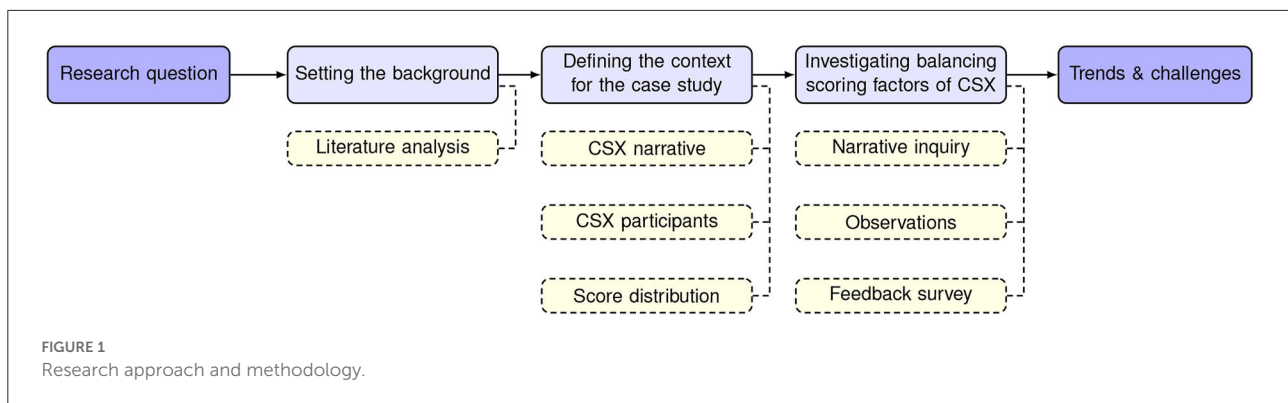 Research question
Setting the background
Defining the context
for the case study
Investigating balancing
scoring factors of CSX
Trends & challenges
Literature analysis
CSX narrative
Narrative inquiry
CSX participants
Observations
Score distribution
Feedback survey
FIGURE 1
Research approach and methodology.